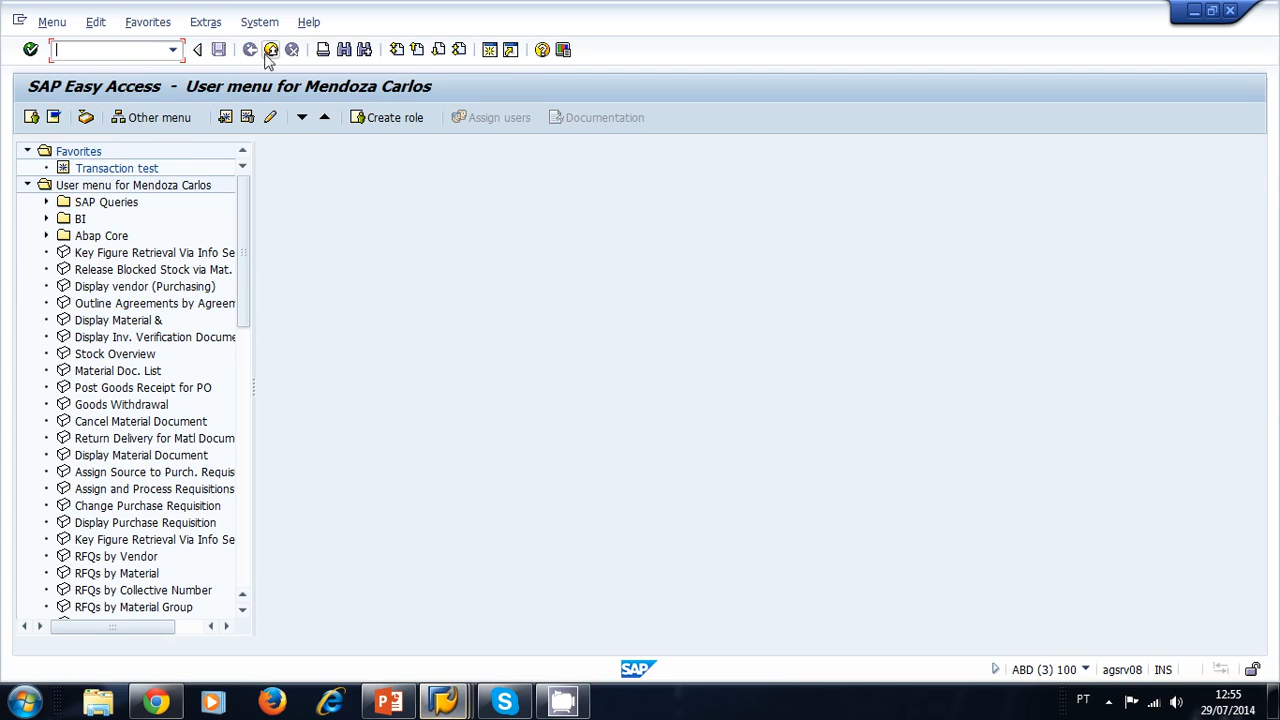 Menu Edit Favorites Extras System Help
SAP Easy Access - User menu for Mendoza Carlos
Other menu Create role Assign users Documentation
Favorites
Transaction test
User menu for Mendoza Carlos
SAP Queries
BI
Abap Core
Key Figure Retrieval Via Info Se
Release Blocked Stock via Mat.
Display vendor (Purchasing)
Outline Agreements by Agreem
Display Material &
Display Inv. Verification Docume
Stock Overview
Material Doc. List
Post Goods Receipt for PO
Goods Withdrawal
Cancel Material Document
Return Delivery for Matl Docum
Display Material Document
Assign Source to Purch. Requis
Assign and Process Requisitions
Change Purchase Requisition
Display Purchase Requisition
Key Figure Retrieval Via Info Se
RFQs by Vendor
RFQs by Material
RFQs by Collective Number
RFQs by Material Group
SAP
ABD (3) 100 agsrv08 INS
PT
12:55
29/07/2014